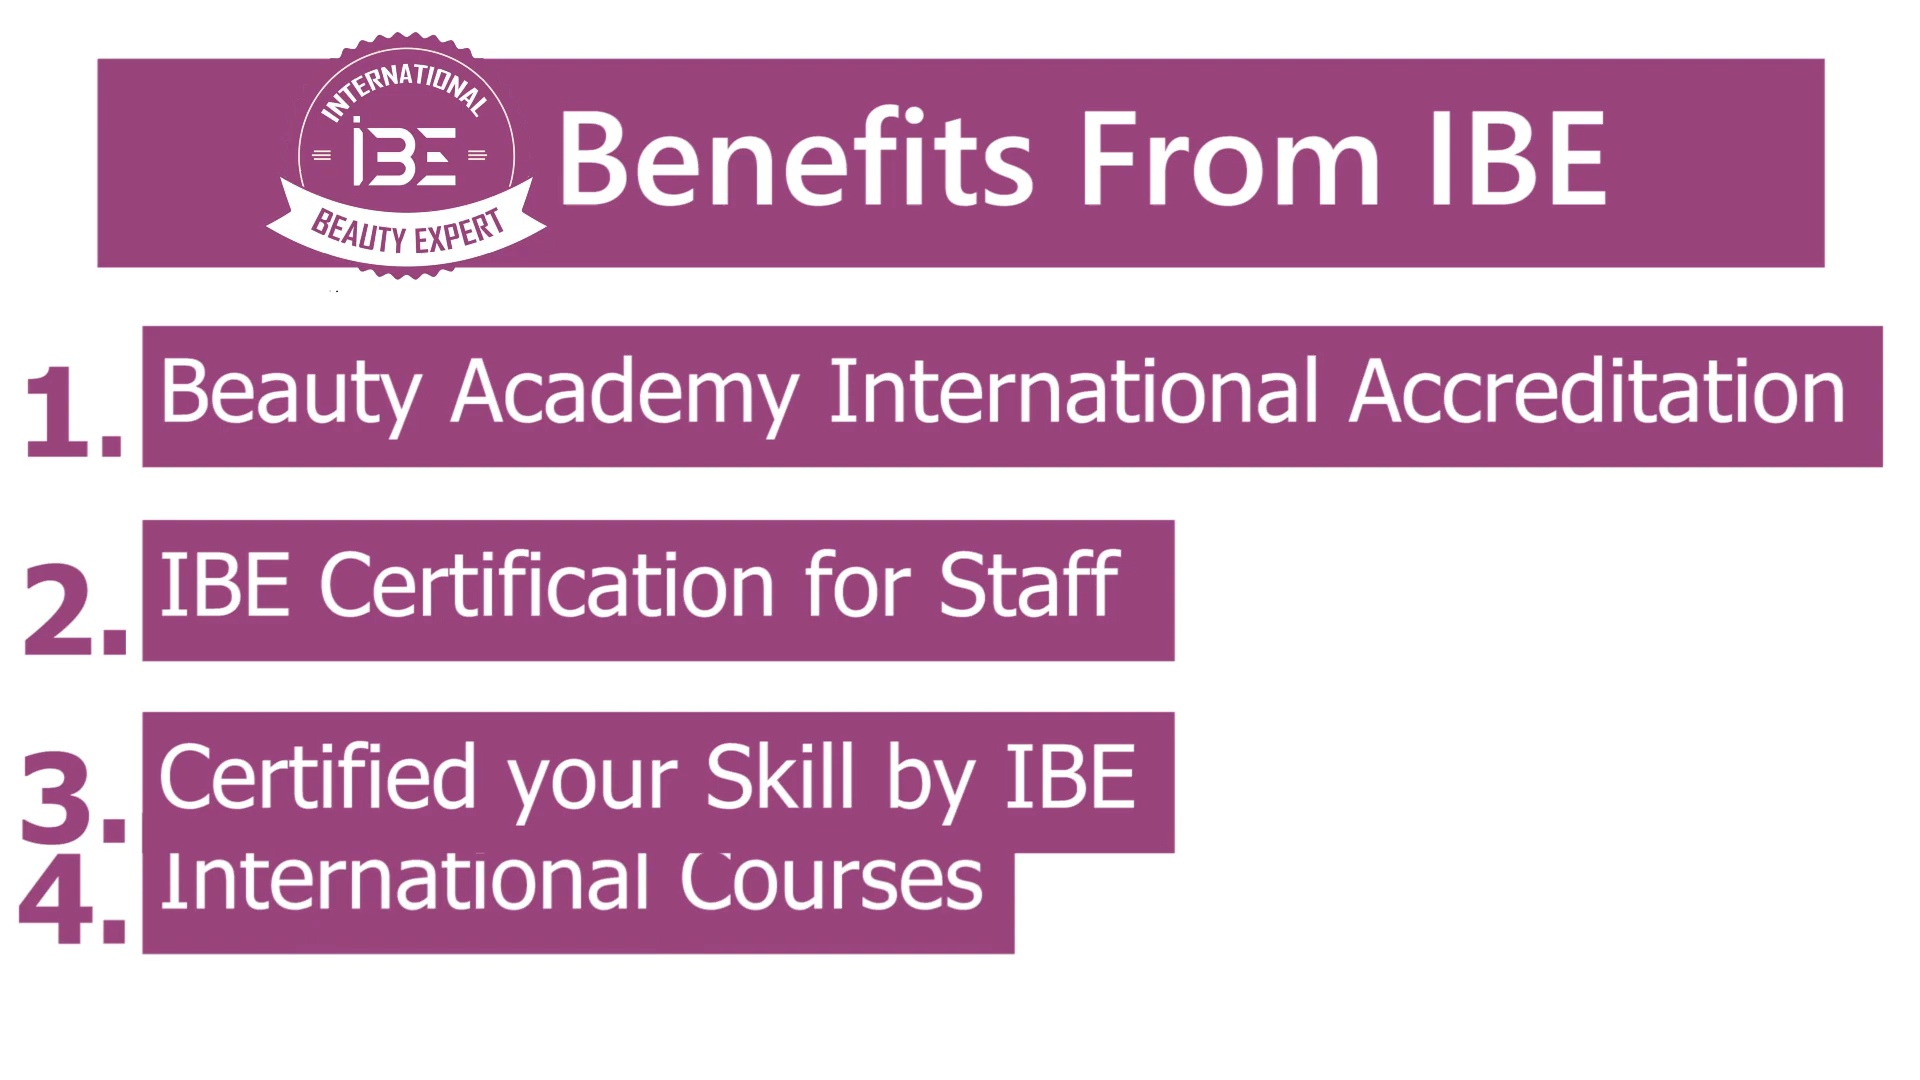 INTERNATIONAL
iBE
BEAUTY EXPERT
Benefits From IBE
1. Beauty Academy International Accreditation
2. IBE Certification for Staff
3. Certified your Skill by IBE
4. International Courses